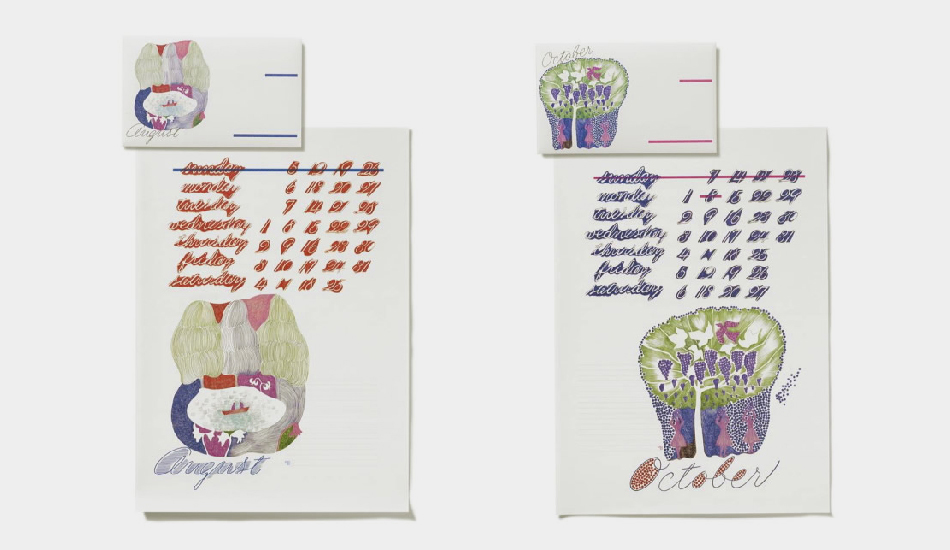 August
sunday 5 12 19 26
monday 6 13 20 27
tuesday 7 14 21 28
wednesday 1 8 15 22 29
thursday 2 9 16 23 30
friday 3 10 17 24 31
saturday 4 11 18 25
August
October
sunday 7 14 21 28
monday 1 8 15 22 29
tuesday 2 9 16 23 30
wednesday 3 10 17 24 31
thursday 4 11 18 25
friday 5 12 19 26
saturday 6 13 20 27
October